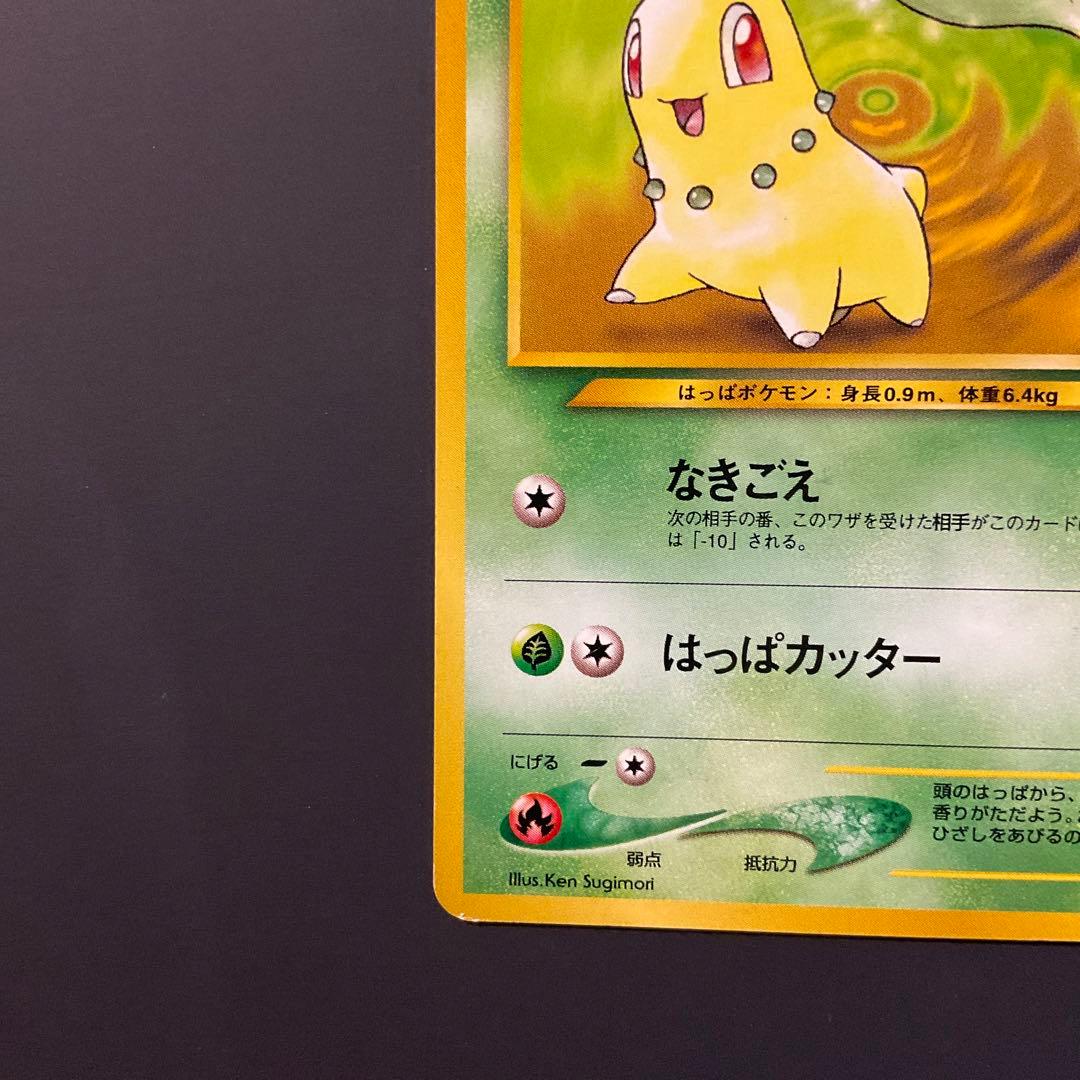 はっぱポケモン：身長0.9m、体重6.4kg
なきごえ
次の相手の番、このワザを受けた相手がこのカード
は「-10」される。
はっぱカッター
にげる
頭のはっぱから、
香りがただよう。
ひざしをあびるの
弱点
抵抗力
Illus.Ken Sugimori